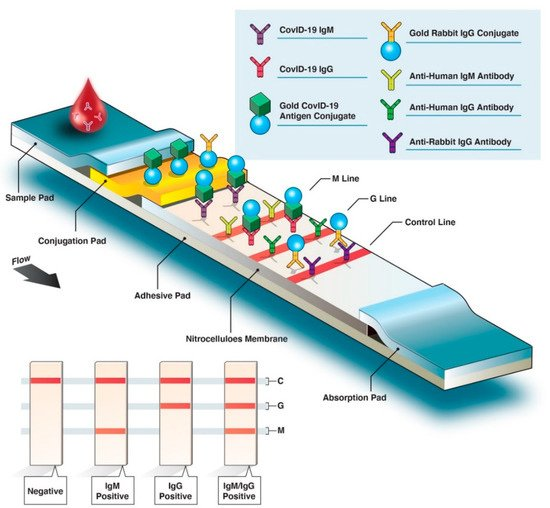 CovID-19 IgM
CovID-19 IgG
Gold CovID-19
Antigen Conjugate
Gold Rabbit IgG Conjugate
Anti-Human IgM Antibody
Anti-Human IgG Antibody
Anti-Rabbit IgG Antibody
M Line
G Line
Control Line
Sample Pad
Conjugation Pad
Flow
Adhesive Pad
Nitrocelluloes Membrane
Absorption Pad
C
G
M
Negative
IgM
Positive
IgG
Positive
IgM/IgG
Positive